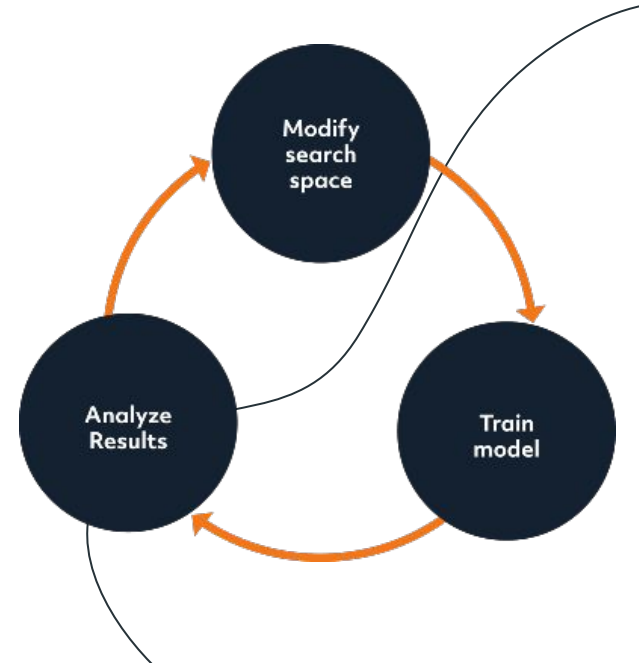 Modify
search
space
Train
model
Analyze
Results